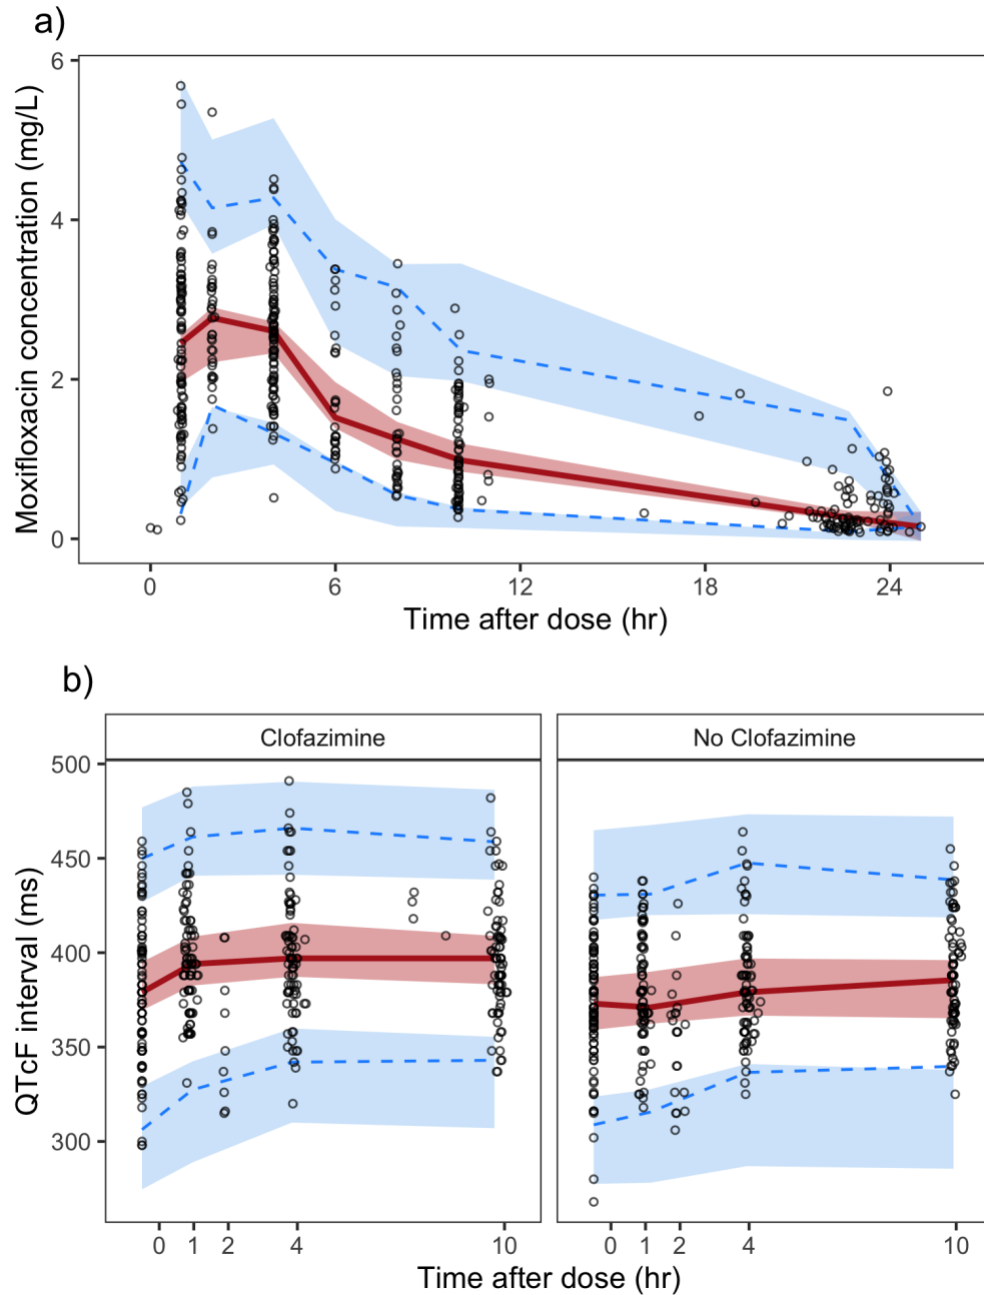 a)
Moxifloxacin concentration (mg/L)
6
4
2
0
0 6 12 18 24
Time after dose (hr)
b)
Clofazimine No Clofazimine
QTcF interval (ms)
500
450
400
350
300
0 1 2 4 10 0 1 2 4 10
Time after dose (hr)